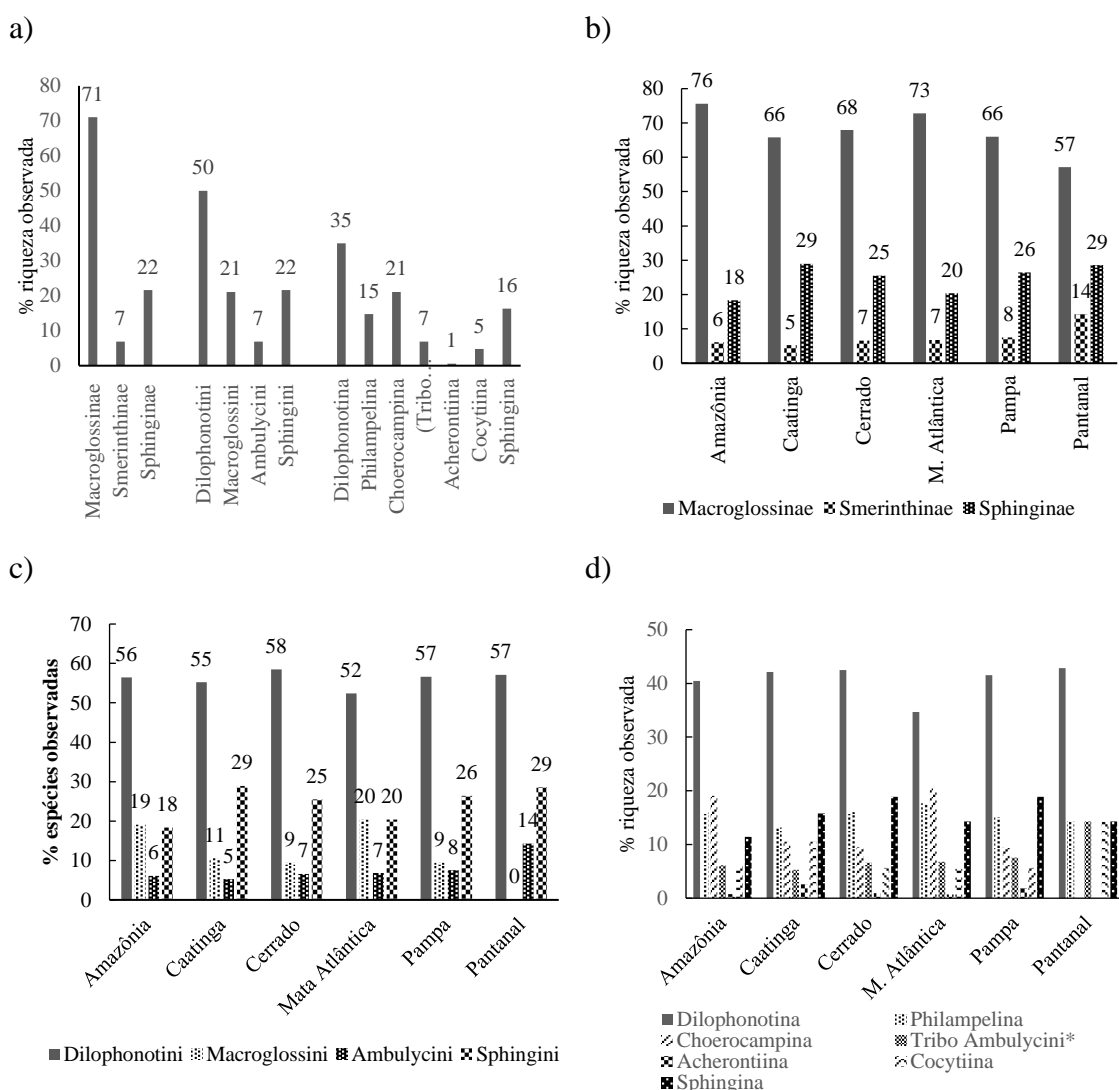 a)
% riqueza observada
80
70
60
50
40
30
20
10
0
71
7
22
50
21
7
22
35
15
21
7
1
5
16
Macroglossinae
Smerinthinae
Sphinginae
Dilophonotini
Macroglossini
Ambulycini
Sphingini
Dilophonotina
Philampelina
Choerocampina
(Tribo…
Acherontiina
Cocytiina
Sphingina
b)
% riqueza observada
80
70
60
50
40
30
20
10
0
76
6
18
66
5
29
68
7
25
73
7
20
66
8
26
57
14
29
Amazônia
Caatinga
Cerrado
M. Atlântica
Pampa
Pantanal
Macroglossinae Smerinthinae Sphinginae
c)
% espécies observadas
70
60
50
40
30
20
10
0
56
19
6
18
55
11
5
29
58
9
7
25
52
20
7
20
57
9
8
26
57
0
14
29
Amazônia
Caatinga
Cerrado
Mata Atlântica
Pampa
Pantanal
Dilophonotini Macroglossini Ambulycini Sphingini
d)
% riqueza observada
50
40
30
20
10
0
Amazônia
Caatinga
Cerrado
M. Atlântica
Pampa
Pantanal
Dilophonotina Philampelina
Choerocampina Tribo Ambulycini*
Acherontiina Cocytiina
Sphingina